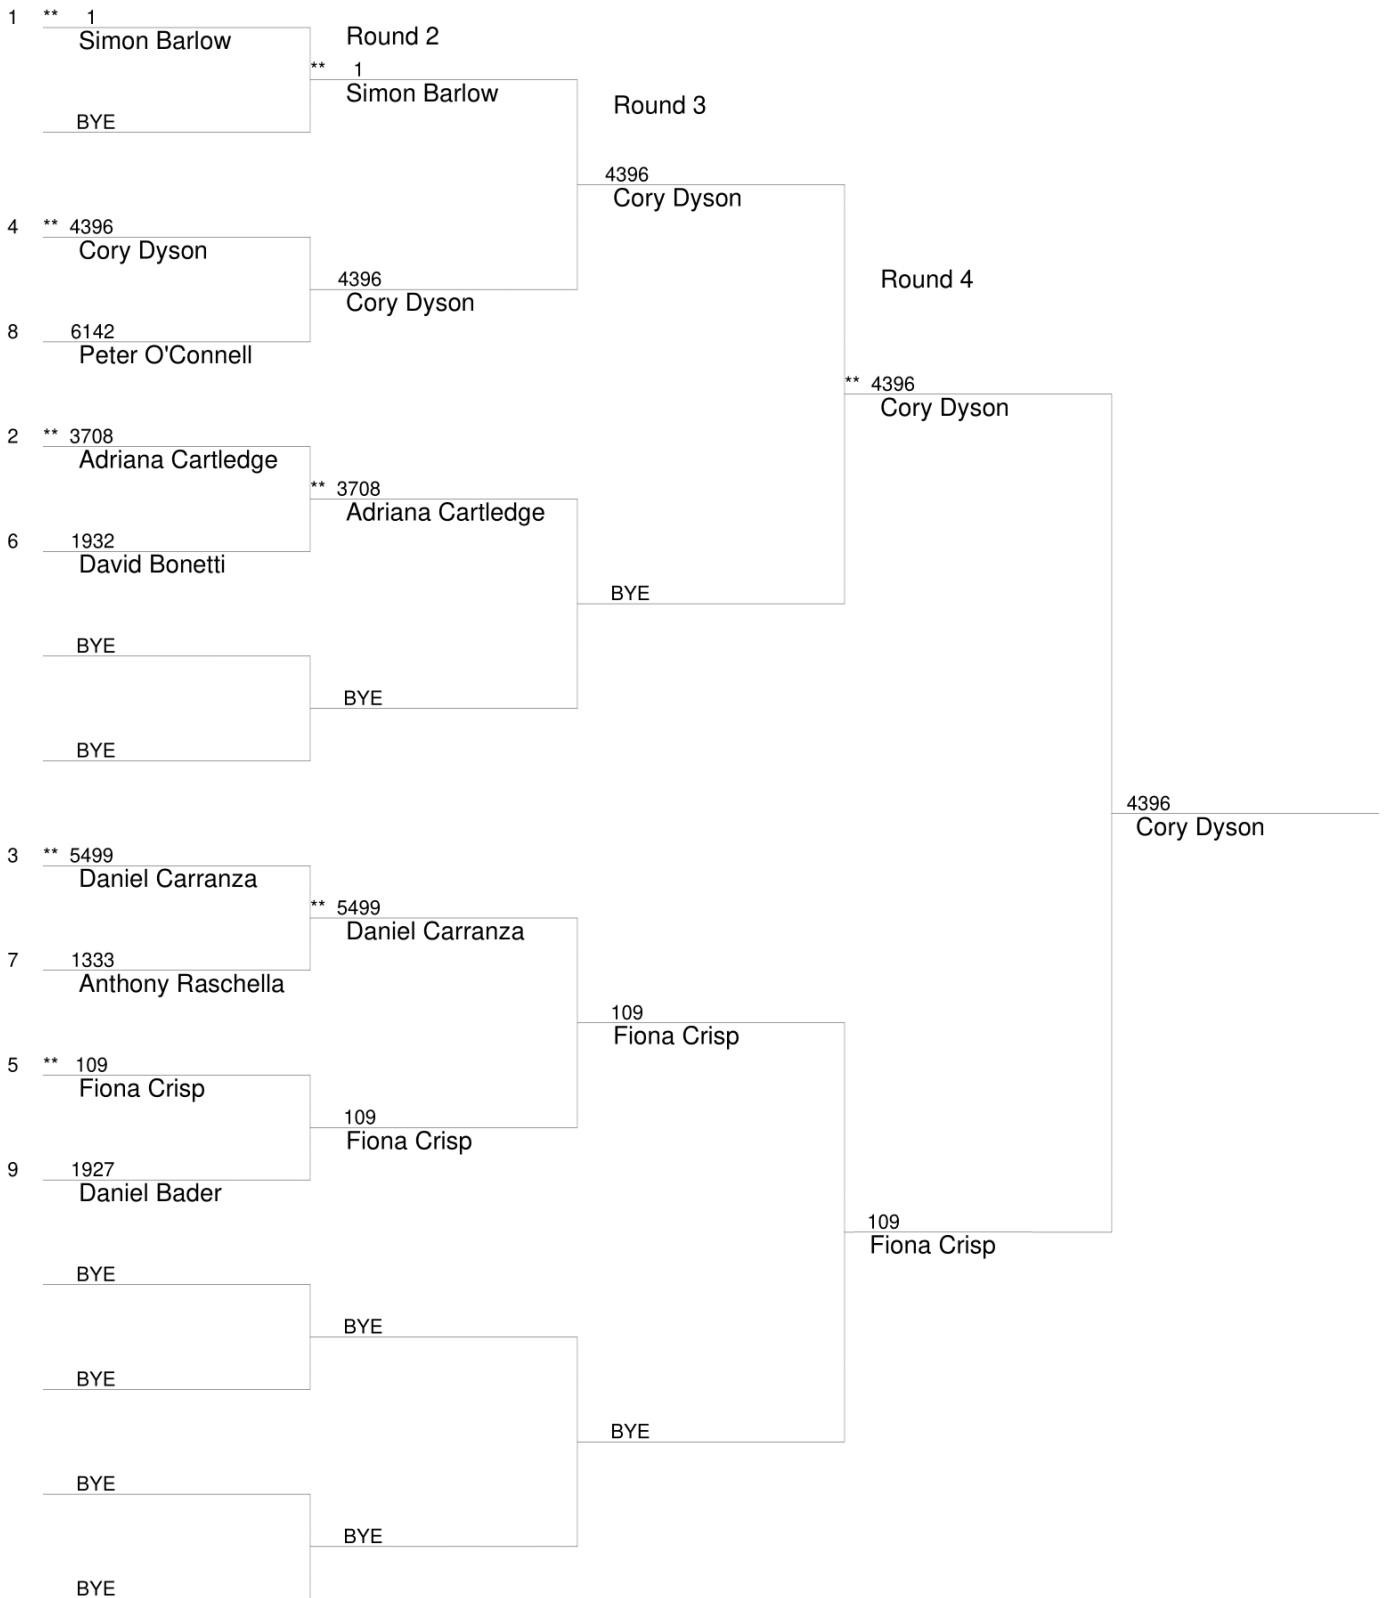 1 ** 1
Simon Barlow
Round 2
** 1
Simon Barlow
Round 3
BYE
4396
Cory Dyson
4 ** 4396
Cory Dyson
4396
Cory Dyson
Round 4
8 6142
Peter O'Connell
** 4396
Cory Dyson
2 ** 3708
Adriana Cartledge
** 3708
Adriana Cartledge
6 1932
David Bonetti
BYE
BYE
BYE
BYE
4396
Cory Dyson
3 ** 5499
Daniel Carranza
** 5499
Daniel Carranza
7 1333
Anthony Raschella
109
Fiona Crisp
5 ** 109
Fiona Crisp
109
Fiona Crisp
9 1927
Daniel Bader
109
Fiona Crisp
BYE
BYE
BYE
BYE
BYE
BYE
BYE